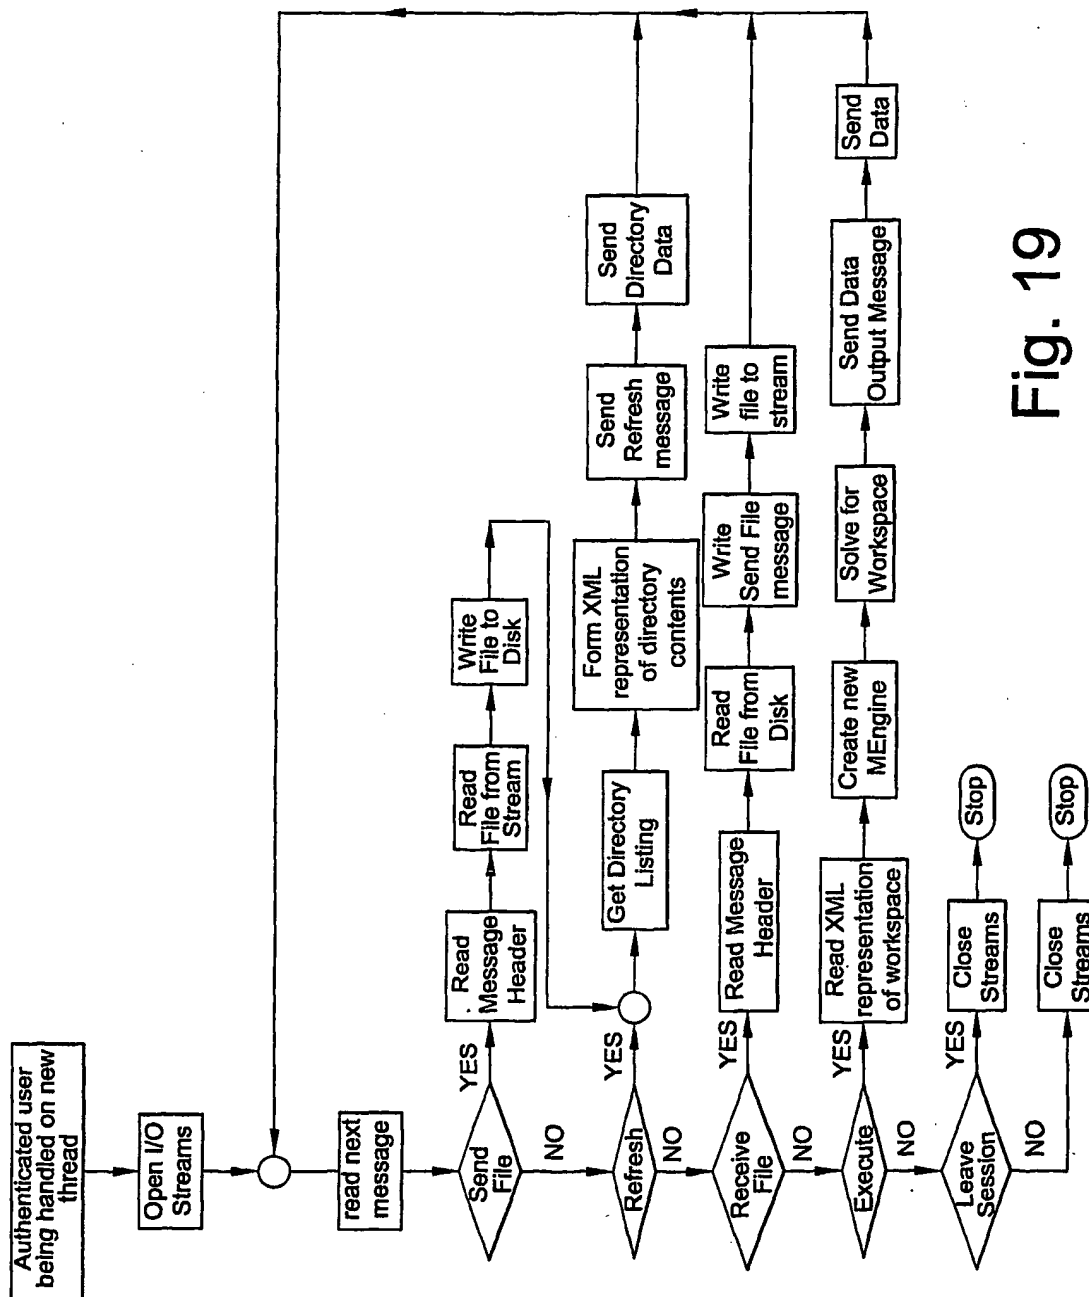 Authenticated user
being handled on new
thread
Open I/O
Streams
read next
message
Send
File
YES
NO
Read
Message
Header
Read
File from
Stream
Write
File to
Disk
Refresh
YES
NO
Get Directory
Listing
Form XML
representation
of directory
contents
Send
Refresh
message
Send
Directory
Data
Receive
File
YES
NO
Read Message
Header
Read
File from
Disk
Write
Send File
message
Write
file to
stream
Execute
YES
NO
Read XML
representation
of workspace
Create new
MEngine
Solve for
Workspace
Send Data
Output Message
Send
Data
Leave
Session
YES
NO
Close
Streams
Stop
Close
Streams
Stop
Fig. 19